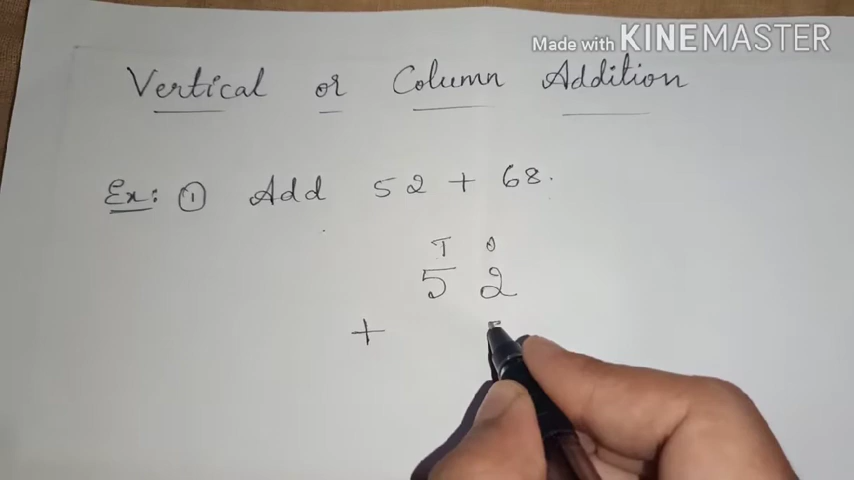 Made with KINEMASTER
Vertical or Column Addition
Ex: ① Add 52 + 68.
T O
5 2
+